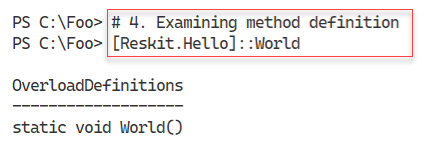 PS C:\Foo> # 4. Examining method definition
PS C:\Foo> [Reskit.Hello]::World
OverloadDefinitions
-------------------
static void World()